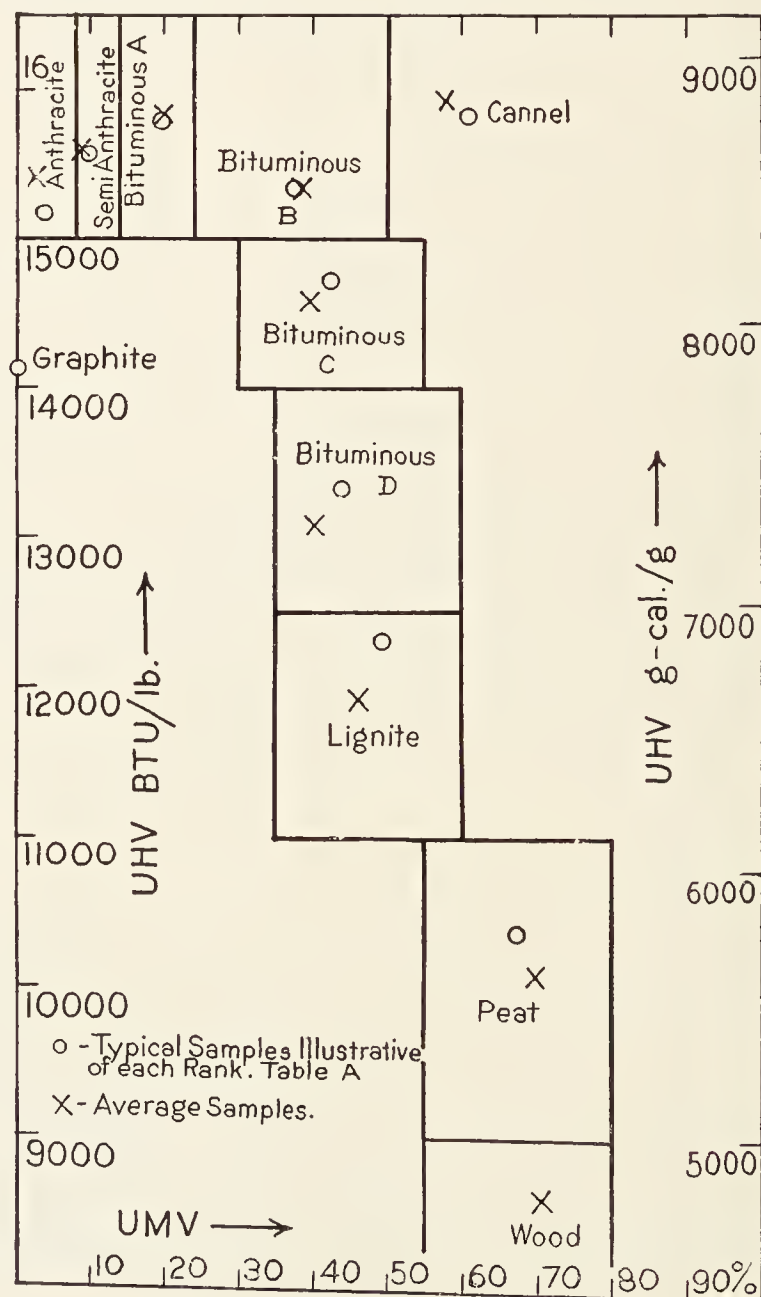 16
Anthracite
Semi Anthracite
Bituminous A
Bituminous
B
Cannel
9000
15000
Bituminous
C
8000
Graphite
14000
Bituminous
D
13000
UHV BTU/lb.
UHV g-cal./g
7000
12000
Lignite
11000
6000
10000
Peat
o - Typical Samples Illustrative
of each Rank. Table A
X - Average Samples.
9000
5000
UMV
Wood
10 20 30 40 50 60 70 80 90%